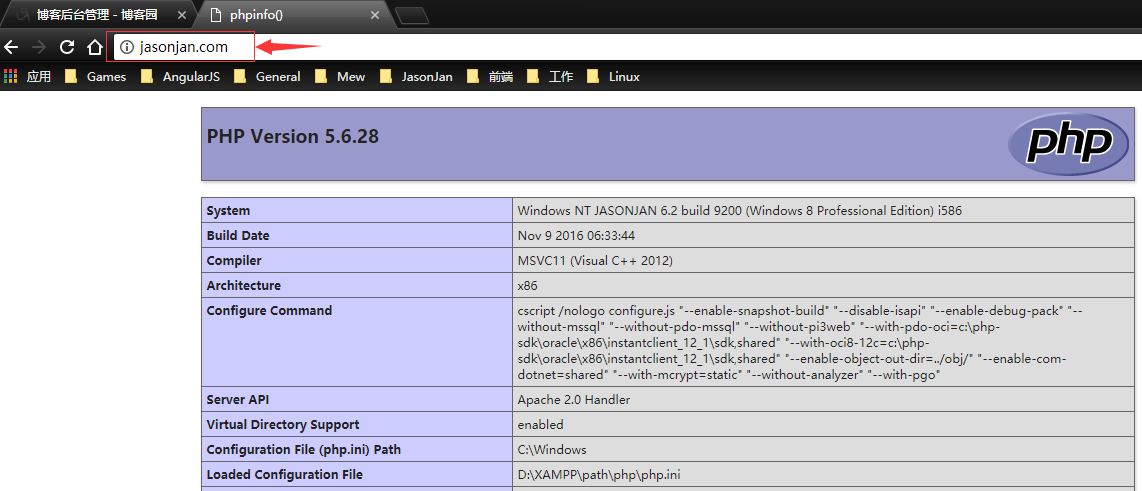 博客后台管理 - 博客园
phpinfo()
jasonjan.com
应用 Games AngularJS General Mew JasonJan 前端 工作 Linux
PHP Version 5.6.28
php
System Windows NT JASONJAN 6.2 build 9200 (Windows 8 Professional Edition) i586
Build Date Nov 9 2016 06:33:44
Compiler MSVC11 (Visual C++ 2012)
Architecture x86
Configure Command cscript /nologo configure.js "--enable-snapshot-build" "--disable-isapi" "--enable-debug-pack" "--
without-mssql" "--without-pdo-mssql" "--without-pi3web" "--with-pdo-oci=c:\php-
sdk\oracle\x86\instantclient_12_1\sdk,shared" "--with-oci8-12c=c:\php-
sdk\oracle\x86\instantclient_12_1\sdk,shared" "--enable-object-out-dir=../obj/" "--enable-com-
dotnet=shared" "--with-mcrypt=static" "--without-analyzer" "--with-pgo"
Server API Apache 2.0 Handler
Virtual Directory Support enabled
Configuration File (php.ini) Path C:\Windows
Loaded Configuration File D:\XAMPP\path\php\php.ini